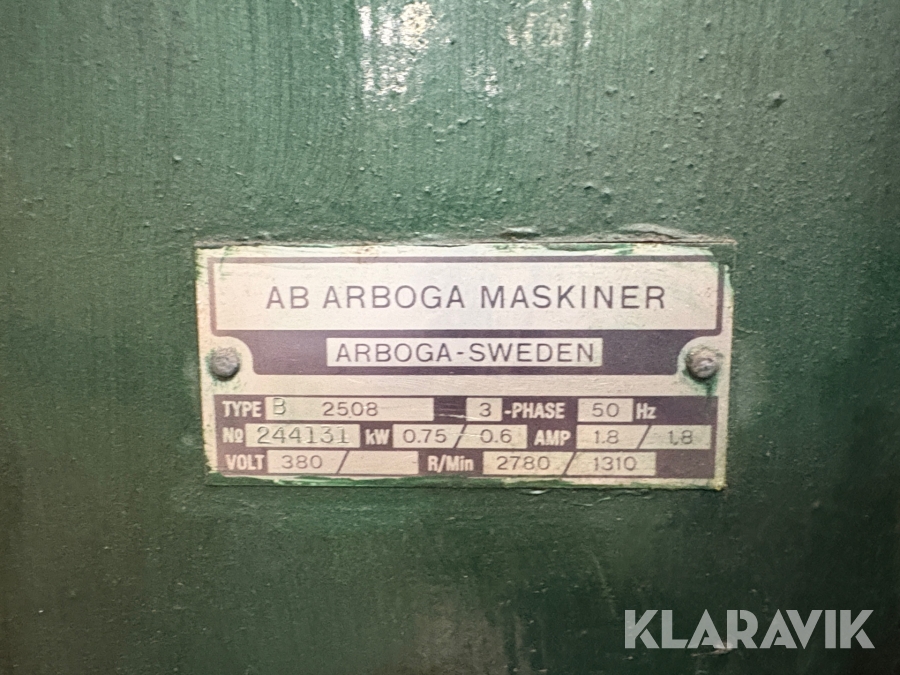 AB ARBOGA MASKINER
ARBOGA-SWEDEN
TYPE B 2508 3 -PHASE 50 Hz
No 244131 kW 0.75 / 0.6 AMP 1.8 / 1.8
VOLT 380 / R/Min 2780 / 1310
KLARAVIK